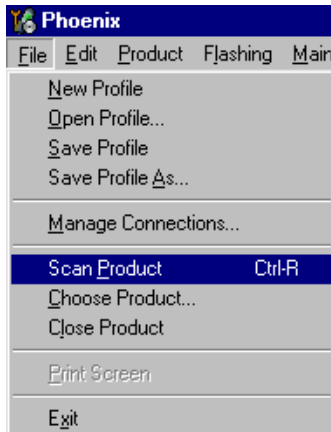 Phoenix
File Edit Product Flashing Main
New Profile
Open Profile...
Save Profile
Save Profile As...
Manage Connections...
Scan Product Ctrl-R
Choose Product...
Close Product
Print Screen
Exit